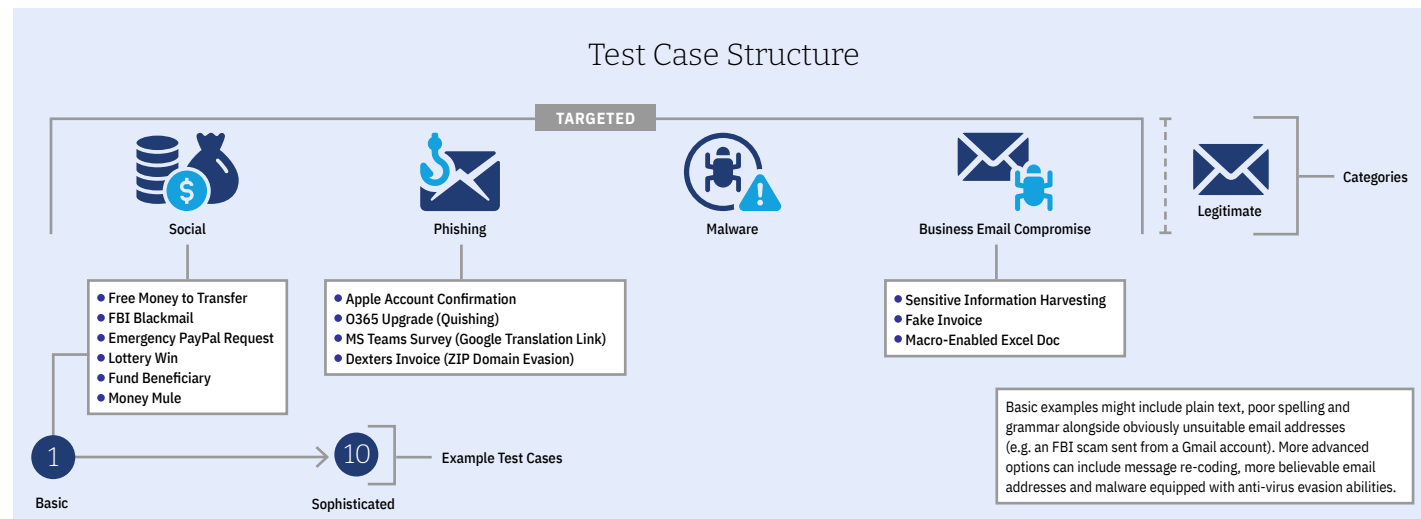 Test Case Structure
TARGETED
$
Social
Phishing
!
Malware
Business Email Compromise
Legitimate
Categories
Free Money to Transfer
FBI Blackmail
Emergency PayPal Request
Lottery Win
Fund Beneficiary
Money Mule
Apple Account Confirmation
O365 Upgrade (Quishing)
MS Teams Survey (Google Translation Link)
Dexters Invoice (ZIP Domain Evasion)
Sensitive Information Harvesting
Fake Invoice
Macro-Enabled Excel Doc
1
Basic
10
Sophisticated
Example Test Cases
Basic examples might include plain text, poor spelling and
grammar alongside obviously unsuitable email addresses
(e.g. an FBI scam sent from a Gmail account). More advanced
options can include message re-coding, more believable email
addresses and malware equipped with anti-virus evasion abilities.